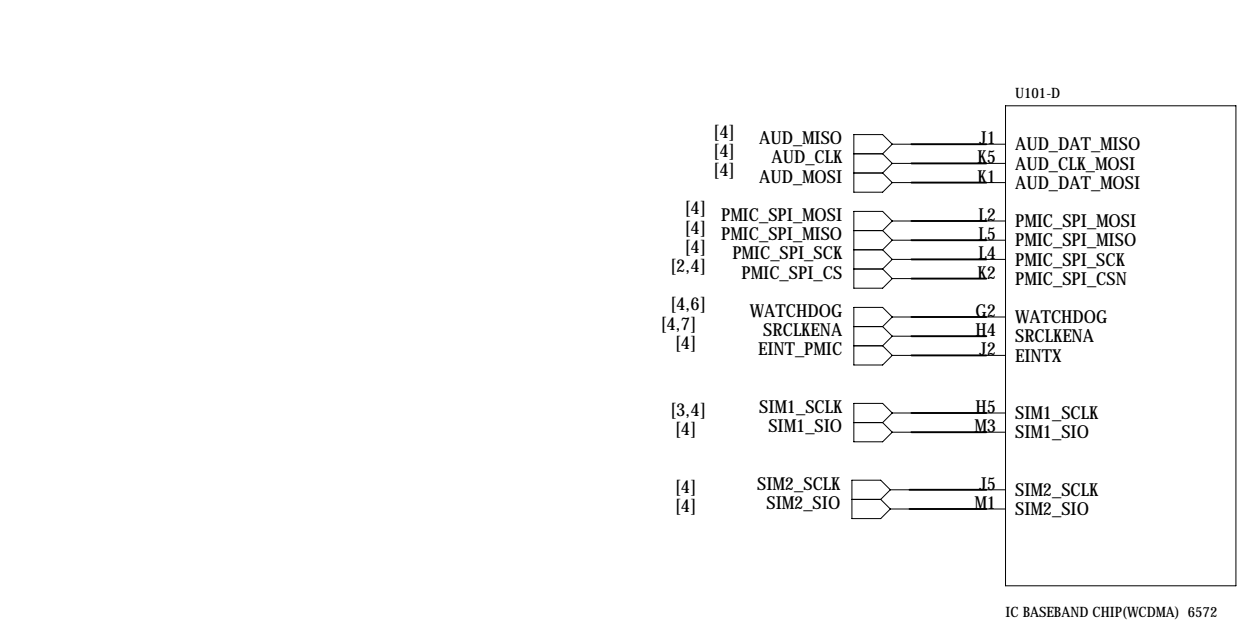 U101-D
[4] AUD_MISO J1 AUD_DAT_MISO
[4] AUD_CLK K5 AUD_CLK_MOSI
[4] AUD_MOSI K1 AUD_DAT_MOSI
[4] PMIC_SPI_MOSI L2 PMIC_SPI_MOSI
[4] PMIC_SPI_MISO L5 PMIC_SPI_MISO
[4] PMIC_SPI_SCK L4 PMIC_SPI_SCK
[2,4] PMIC_SPI_CS K2 PMIC_SPI_CSN
[4,6] WATCHDOG G2 WATCHDOG
[4,7] SRCLKENA H4 SRCLKENA
[4] EINT_PMIC J2 EINTX
[3,4] SIM1_SCLK H5 SIM1_SCLK
[4] SIM1_SIO M3 SIM1_SIO
[4] SIM2_SCLK J5 SIM2_SCLK
[4] SIM2_SIO M1 SIM2_SIO
IC BASEBAND CHIP(WCDMA) 6572